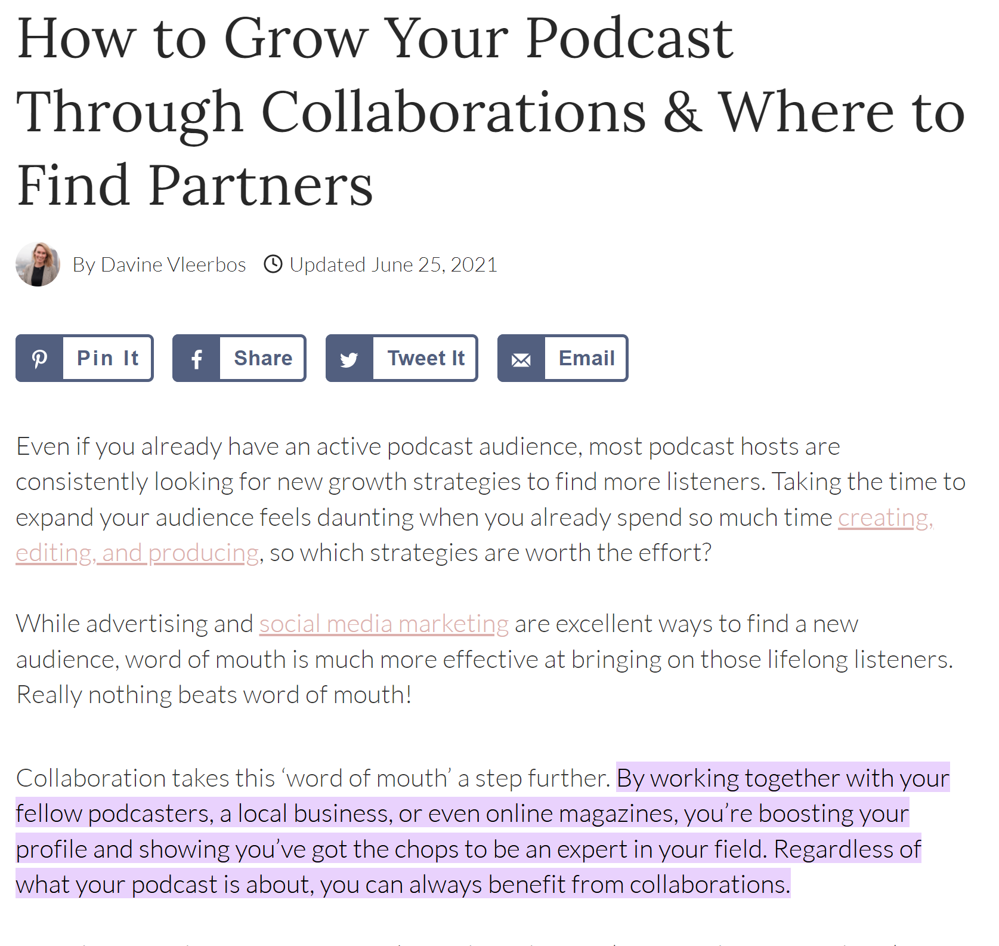 How to Grow Your Podcast
Through Collaborations & Where to
Find Partners
By Davine Vleerbos Updated June 25, 2021
Pin It Share Tweet It Email
Even if you already have an active podcast audience, most podcast hosts are
consistently looking for new growth strategies to find more listeners. Taking the time to
expand your audience feels daunting when you already spend so much time creating,
editing, and producing, so which strategies are worth the effort?
While advertising and social media marketing are excellent ways to find a new
audience, word of mouth is much more effective at bringing on those lifelong listeners.
Really nothing beats word of mouth!
Collaboration takes this ‘word of mouth’ a step further. By working together with your
fellow podcasters, a local business, or even online magazines, you’re boosting your
profile and showing you’ve got the chops to be an expert in your field. Regardless of
what your podcast is about, you can always benefit from collaborations.